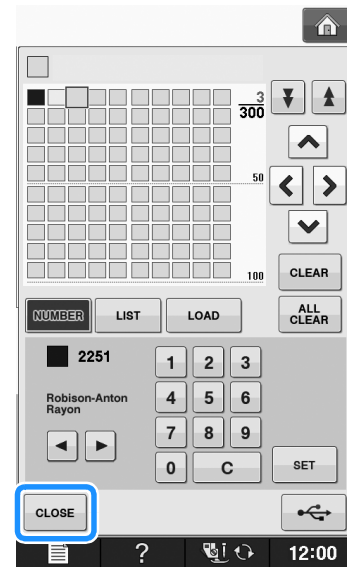 3
300
50
100
CLEAR
NUMBER LIST LOAD
ALL
CLEAR
2251
Robison-Anton
Rayon
1 2 3
4 5 6
7 8 9
0 C
SET
CLOSE
? 12:00